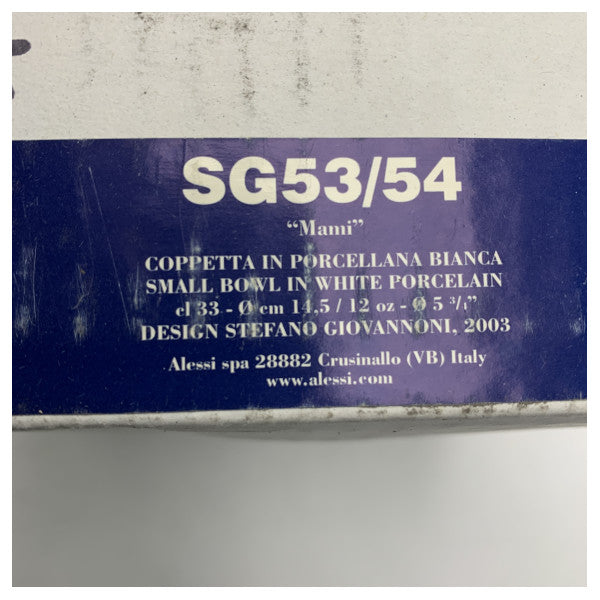 SG53/54
“Mami”
COPPETTA IN PORCELLANA BIANCA
SMALL BOWL IN WHITE PORCELAIN
cl 33 - Ø cm 14,5 / 12 oz - Ø 5 ³/₄”
DESIGN STEFANO GIOVANNONI, 2003
Alessi spa 28882 Crusinallo (VB) Italy
www.alessi.com